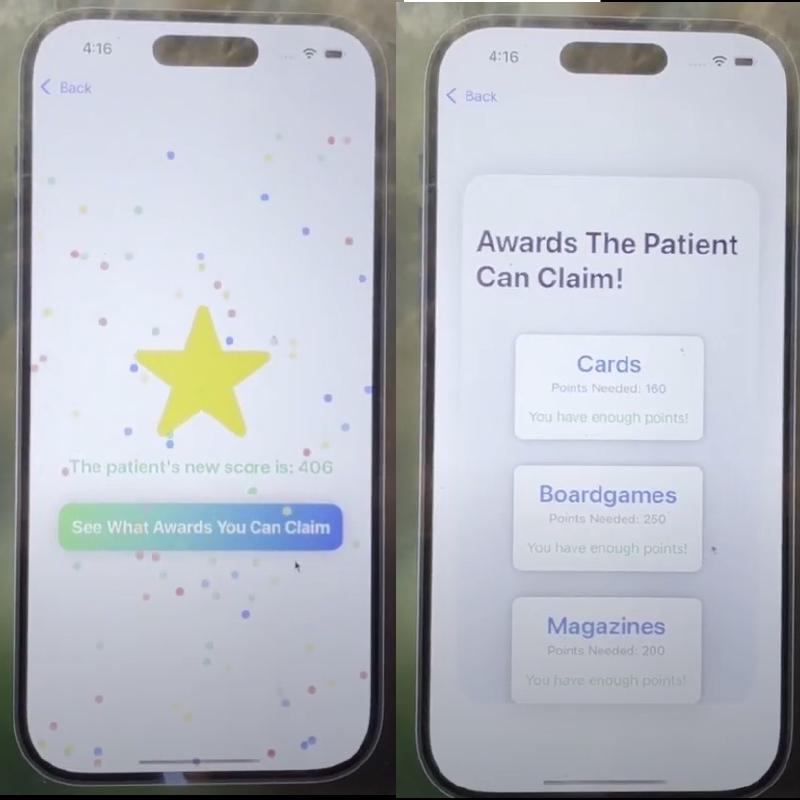 4:16
Back
The patient's new score is: 406
See What Awards You Can Claim
4:16
Back
Awards The Patient
Can Claim!
Cards
Points Needed: 160
You have enough points!
Boardgames
Points Needed: 250
You have enough points!
Magazines
Points Needed: 200
You have enough points!